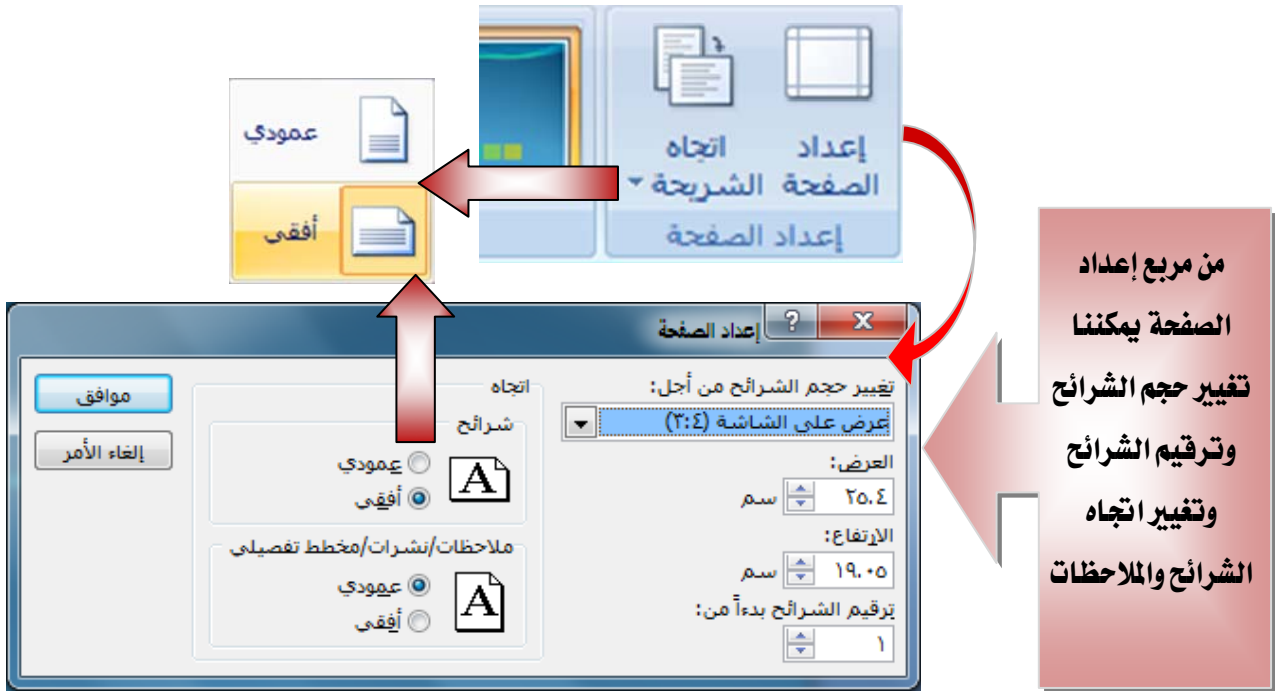 إعداد الصفحة
اتجاه الشريحة
إعداد الصفحة
عمودي
أفقي
من مربع إعداد
الصفحة يمكننا
تغيير حجم الشرائح
وترقيم الشرائح
وتغيير اتجاه
الشرائح والملاحظات
إعداد الصفحة
تغيير حجم الشرائح من أجل:
عرض على الشاشة (٣:٤)
العرض:
٢٥.٤ سم
الارتفاع:
١٩.٠٥ سم
ترقيم الشرائح بدءاً من:
١
اتجاه
شرائح
عمودي
أفقي
ملاحظات/نشرات/مخطط تفصيلي
عمودي
أفقي
موافق
إلغاء الأمر